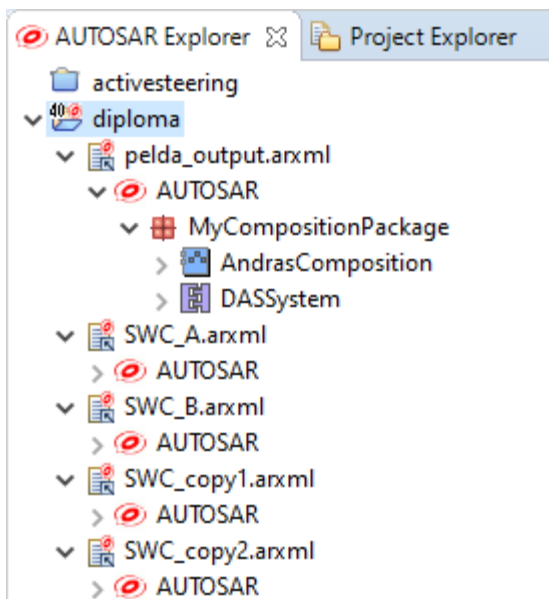 AUTOSAR Explorer Project Explorer
activesteering
40 diploma
pelda_output.arxml
AUTOSAR
MyCompositionPackage
AndrasComposition
DASSystem
SWC_A.arxml
AUTOSAR
SWC_B.arxml
AUTOSAR
SWC_copy1.arxml
AUTOSAR
SWC_copy2.arxml
AUTOSAR